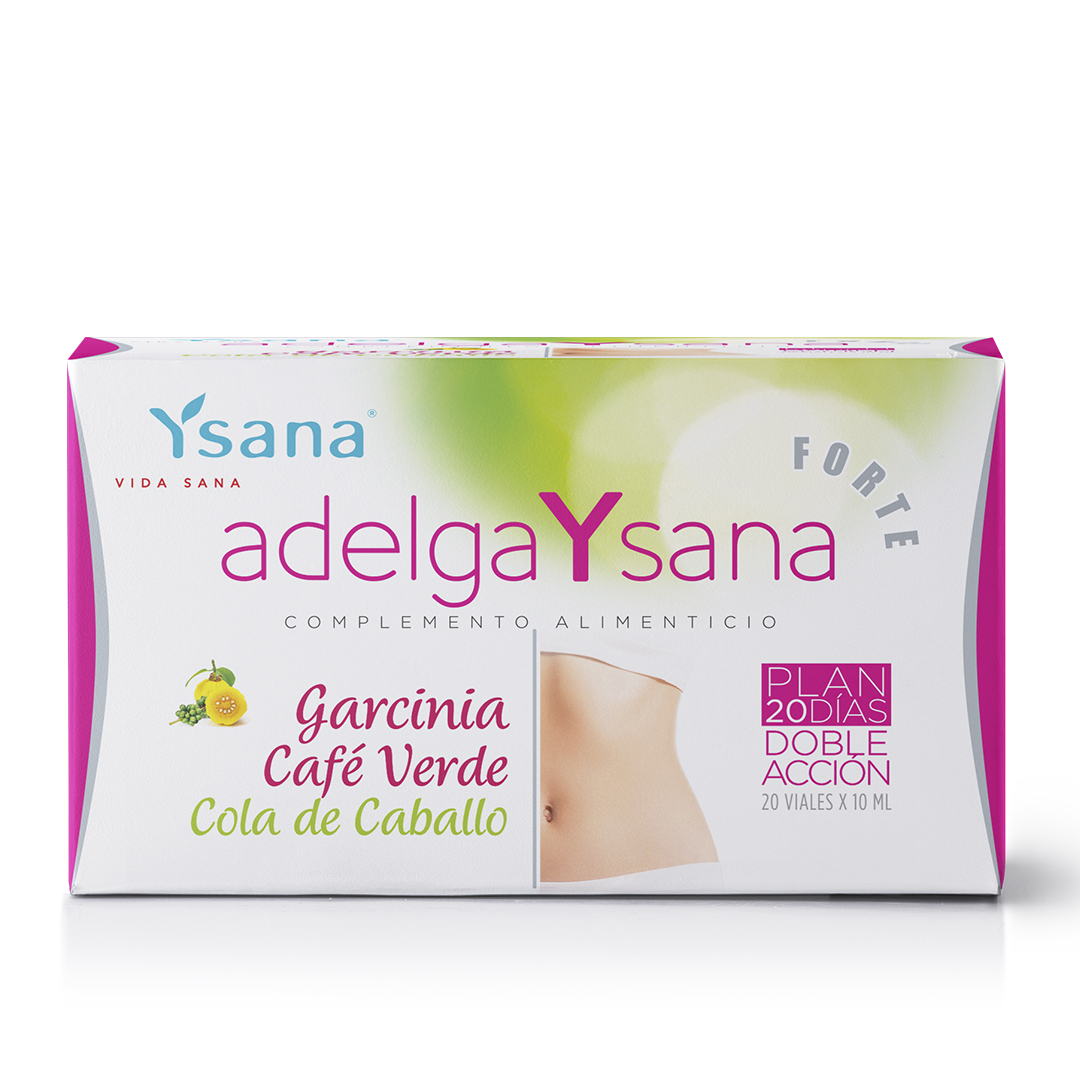 Ysana®
VIDA SANA
FORTE
adelgaYsana
COMPLEMENTO ALIMENTICIO
Garcinia
Café Verde
Cola de Caballo
PLAN
20DÍAS
DOBLE
ACCIÓN
20 VIALES X 10 ML